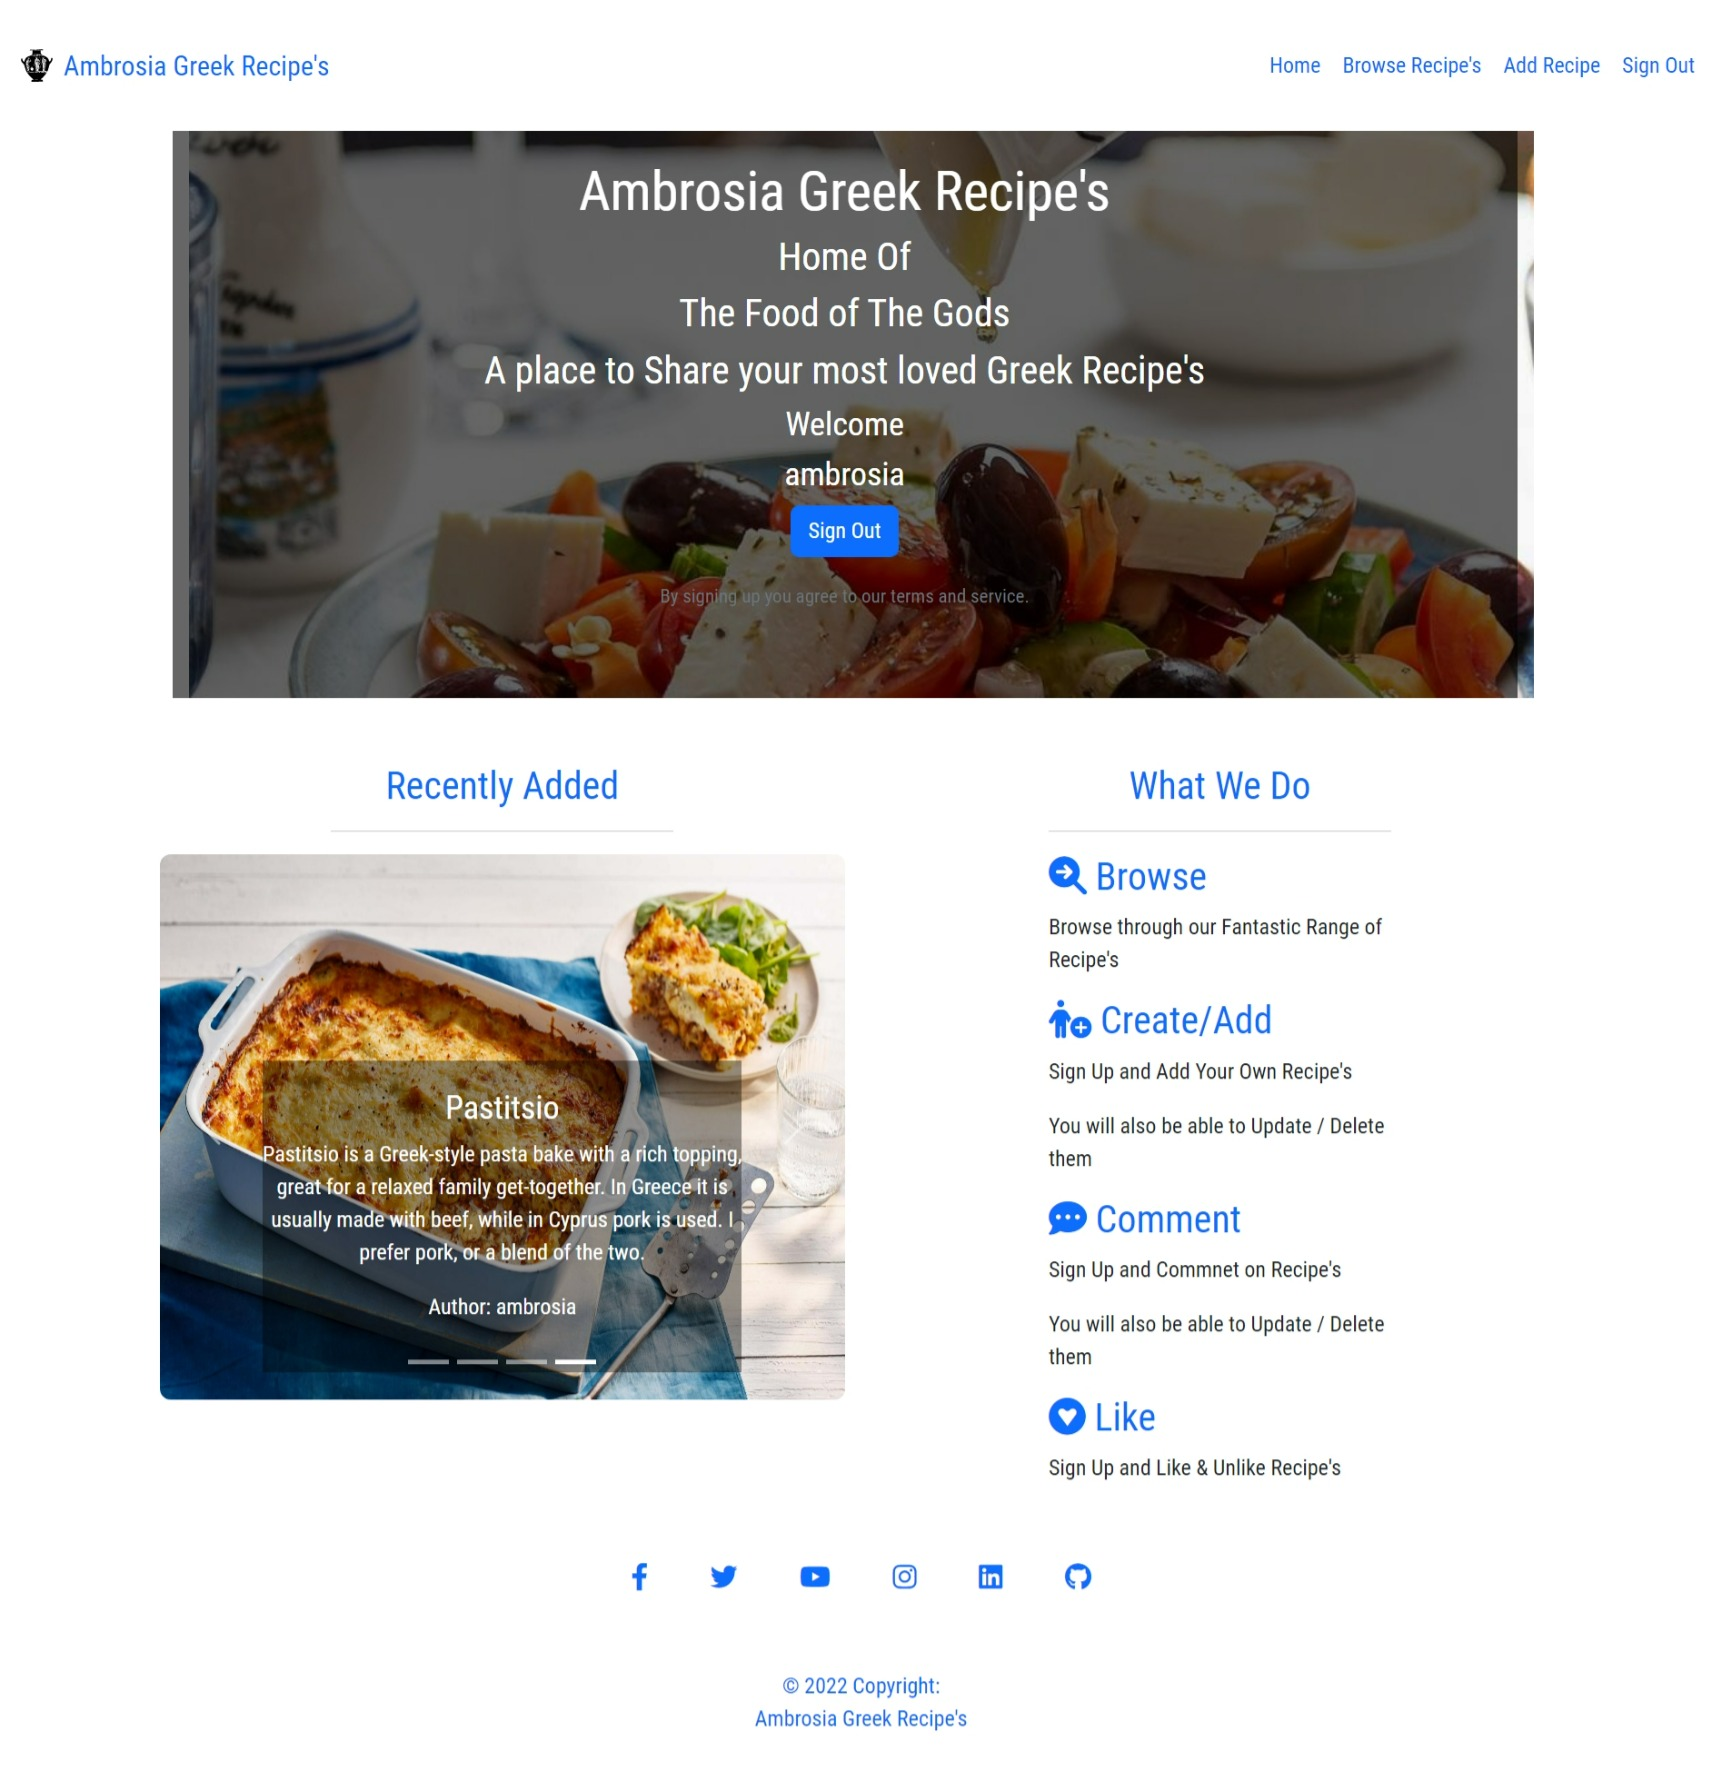 Ambrosia Greek Recipe's
Home
Browse Recipe's
Add Recipe
Sign Out
Ambrosia Greek Recipe's
Home Of
The Food of The Gods
A place to Share your most loved Greek Recipe's
Welcome
ambrosia
Sign Out
By signing up you agree to our terms and service.
Recently Added
Pastitsio
Pastitsio is a Greek-style pasta bake with a rich topping,
great for a relaxed family get-together. In Greece it is
usually made with beef, while in Cyprus pork is used. I
prefer pork, or a blend of the two.
Author: ambrosia
What We Do
Browse
Browse through our Fantastic Range of
Recipe's
Create/Add
Sign Up and Add Your Own Recipe's
You will also be able to Update / Delete
them
Comment
Sign Up and Commnet on Recipe's
You will also be able to Update / Delete
them
Like
Sign Up and Like & Unlike Recipe's
© 2022 Copyright:
Ambrosia Greek Recipe's